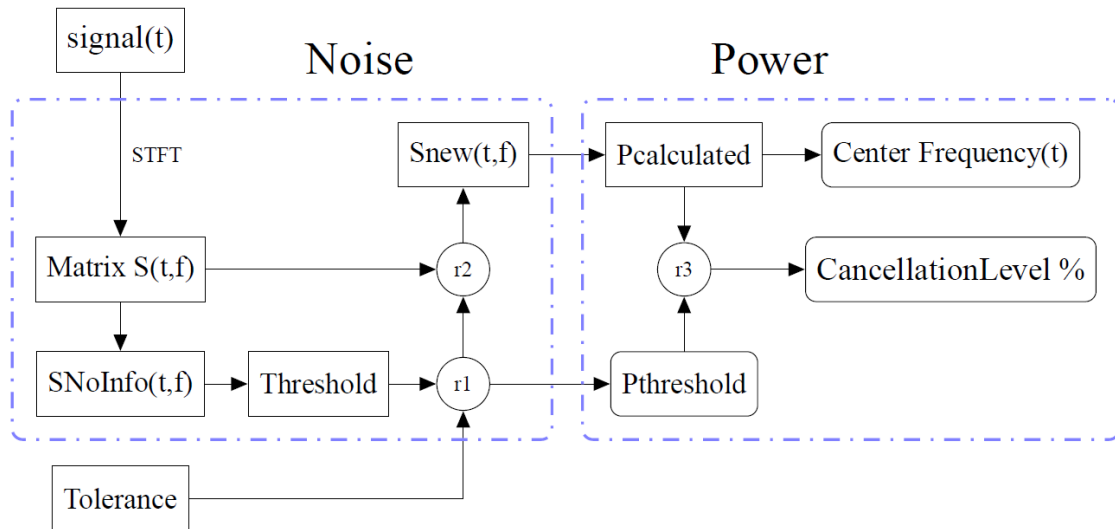 signal(t)
Noise
Power
STFT
Snew(t,f)
Pcalculated
Center Frequency(t)
Matrix S(t,f)
r2
r3
CancellationLevel %
SNoInfo(t,f)
Threshold
r1
Pthreshold
Tolerance